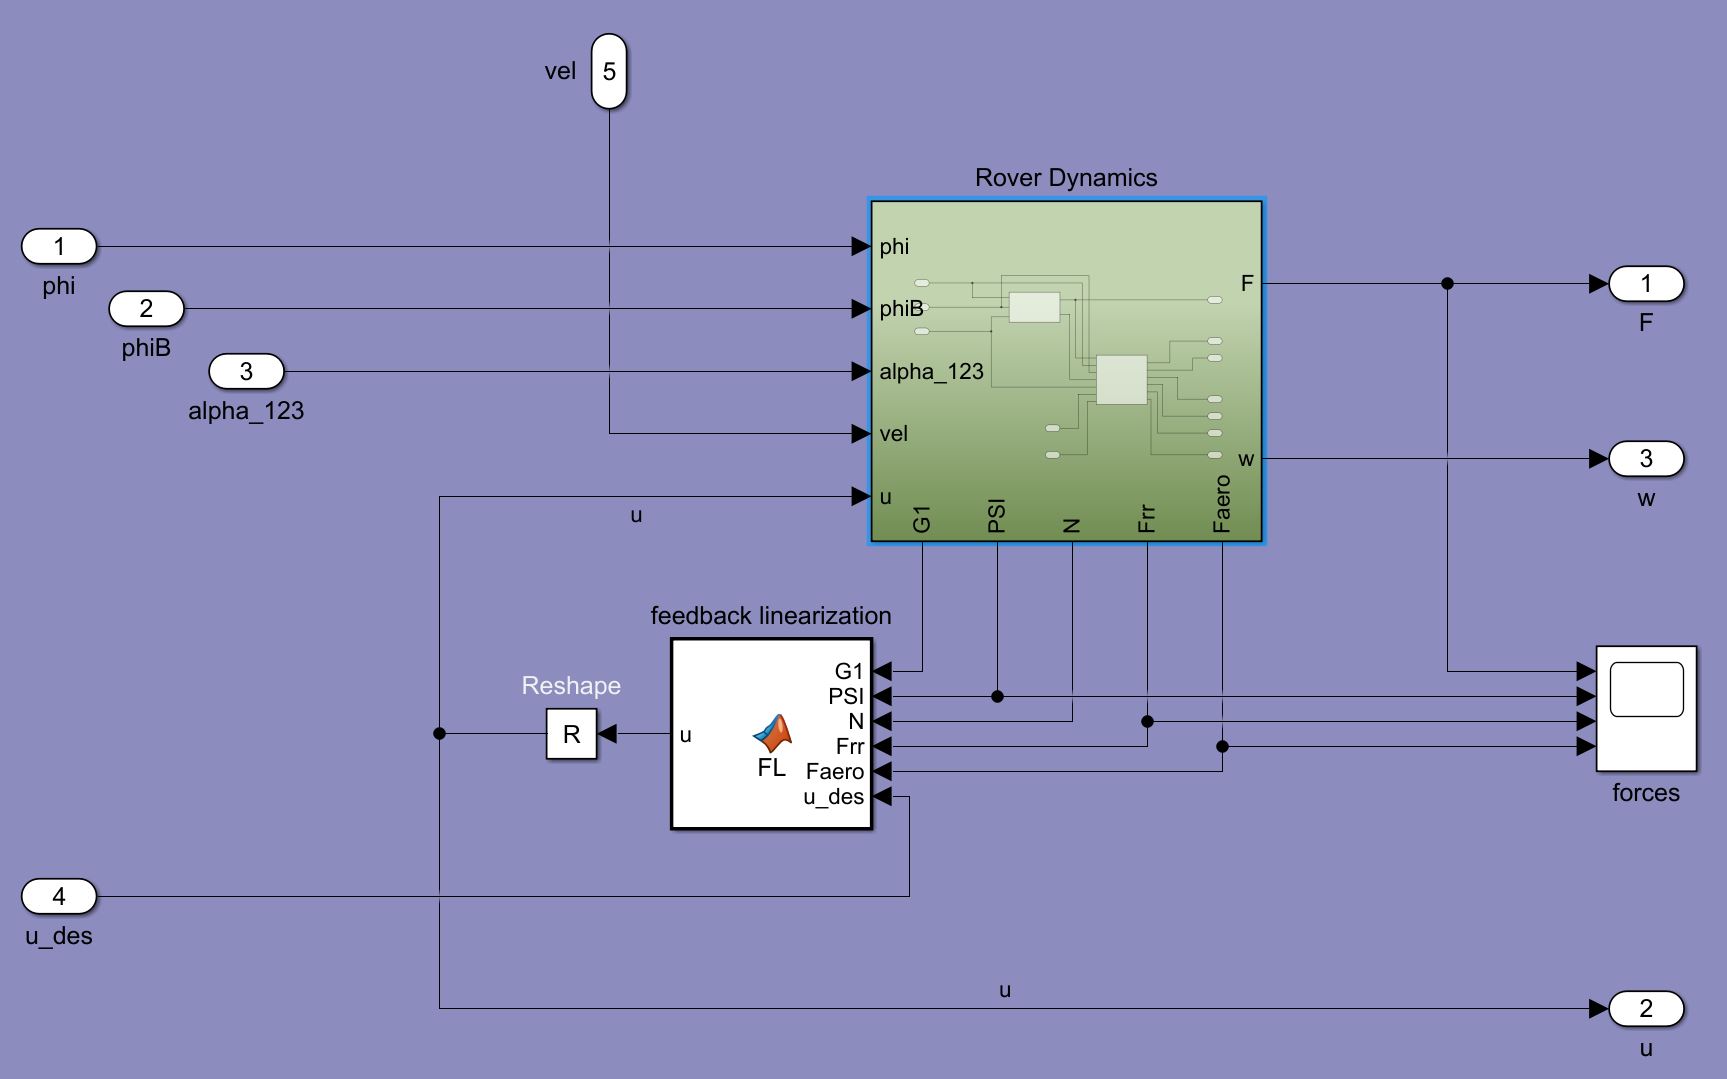 vel
5
Rover Dynamics
1
phi
phi
2
phiB
phiB
3
alpha_123
alpha_123
vel
u
u
F
w
G1
PSI
N
Frr
Faero
1
F
3
w
feedback linearization
G1
PSI
N
Frr
Faero
u_des
u
FL
Reshape
R
forces
4
u_des
u
2
u